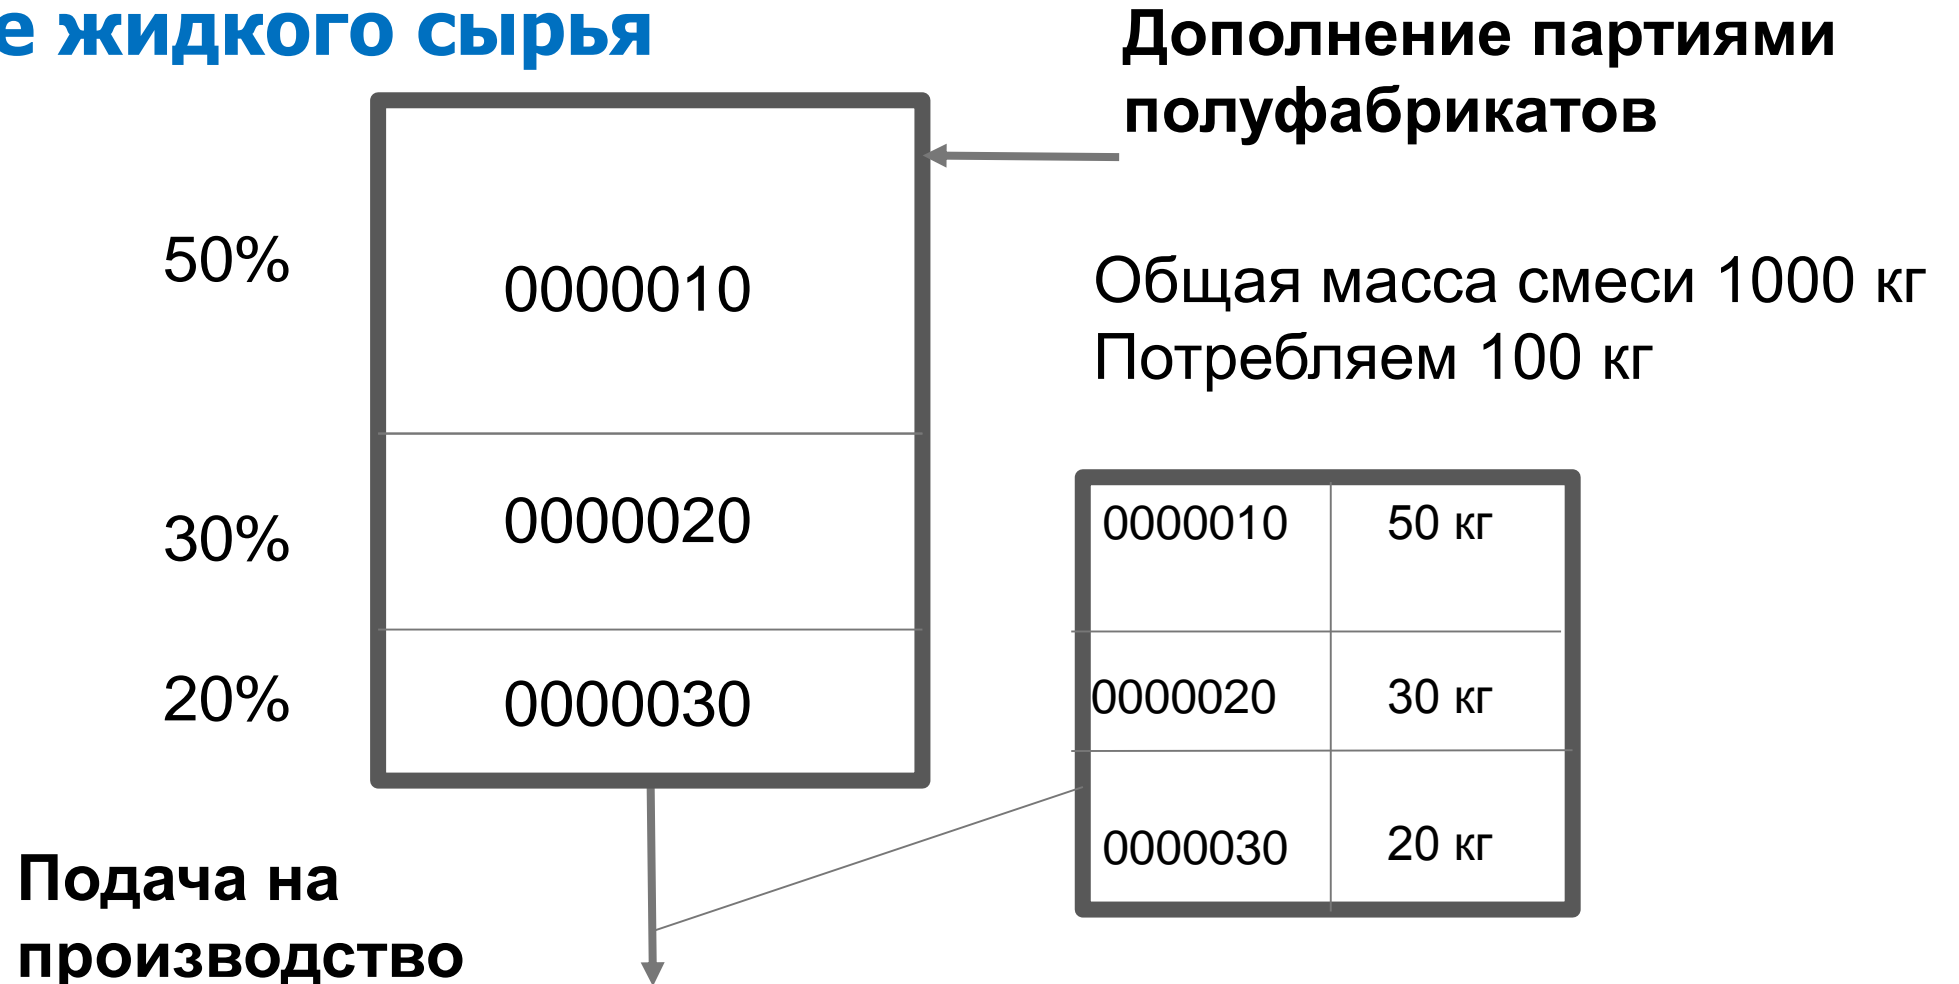 е жидкого сырья
Дополнение партиями
полуфабрикатов
50%
0000010
Общая масса смеси 1000 кг
Потребляем 100 кг
30%
0000020
20%
0000030
0000010 50 кг
0000020 30 кг
0000030 20 кг
Подача на
производство